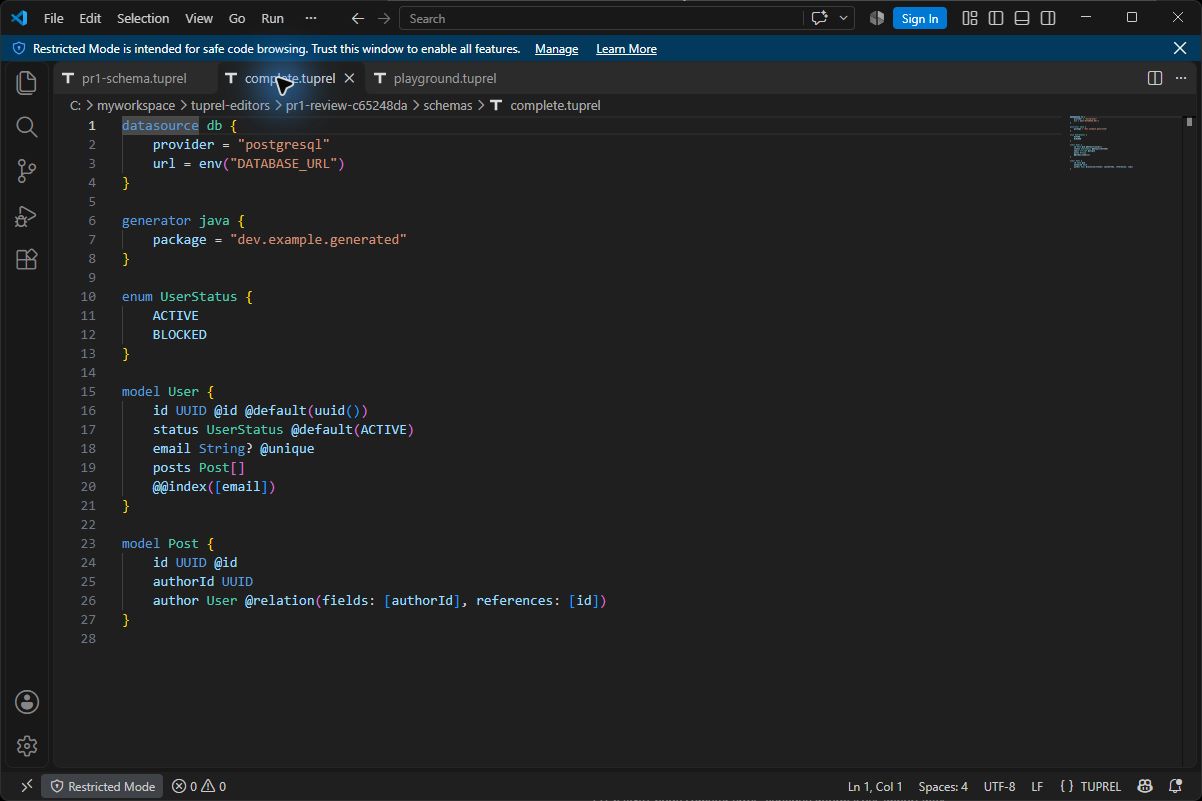 File Edit Selection View Go Run ··· Search Sign In
Restricted Mode is intended for safe code browsing. Trust this window to enable all features. Manage Learn More
pr1-schema.tuprel complete.tuprel playground.tuprel
C: > myworkspace > tuprel-editors > pr1-review-c65248da > schemas > complete.tuprel
1 datasource db {
2 provider = "postgresql"
3 url = env("DATABASE_URL")
4 }
5
6 generator java {
7 package = "dev.example.generated"
8 }
9
10 enum UserStatus {
11 ACTIVE
12 BLOCKED
13 }
14
15 model User {
16 id UUID @id @default(uuid())
17 status UserStatus @default(ACTIVE)
18 email String? @unique
19 posts Post[]
20 @@index([email])
21 }
22
23 model Post {
24 id UUID @id
25 authorId UUID
26 author User @relation(fields: [authorId], references: [id])
27 }
28
Restricted Mode 0 0 Ln 1, Col 1 Spaces: 4 UTF-8 LF { } TUPREL